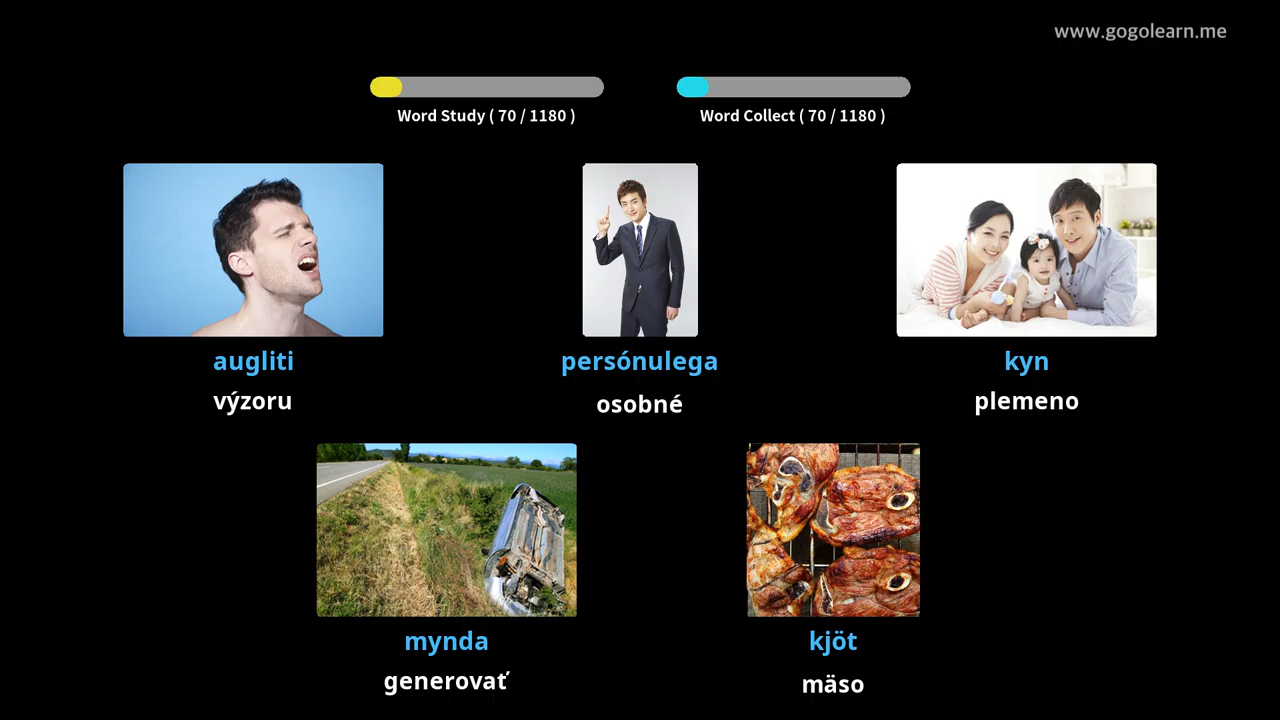 www.gogolearn.me
Word Study ( 70 / 1180 )
Word Collect ( 70 / 1180 )
augliti
persónulega
kyn
výzoru
osobné
plemeno
mynda
kjöt
generovať
mäso